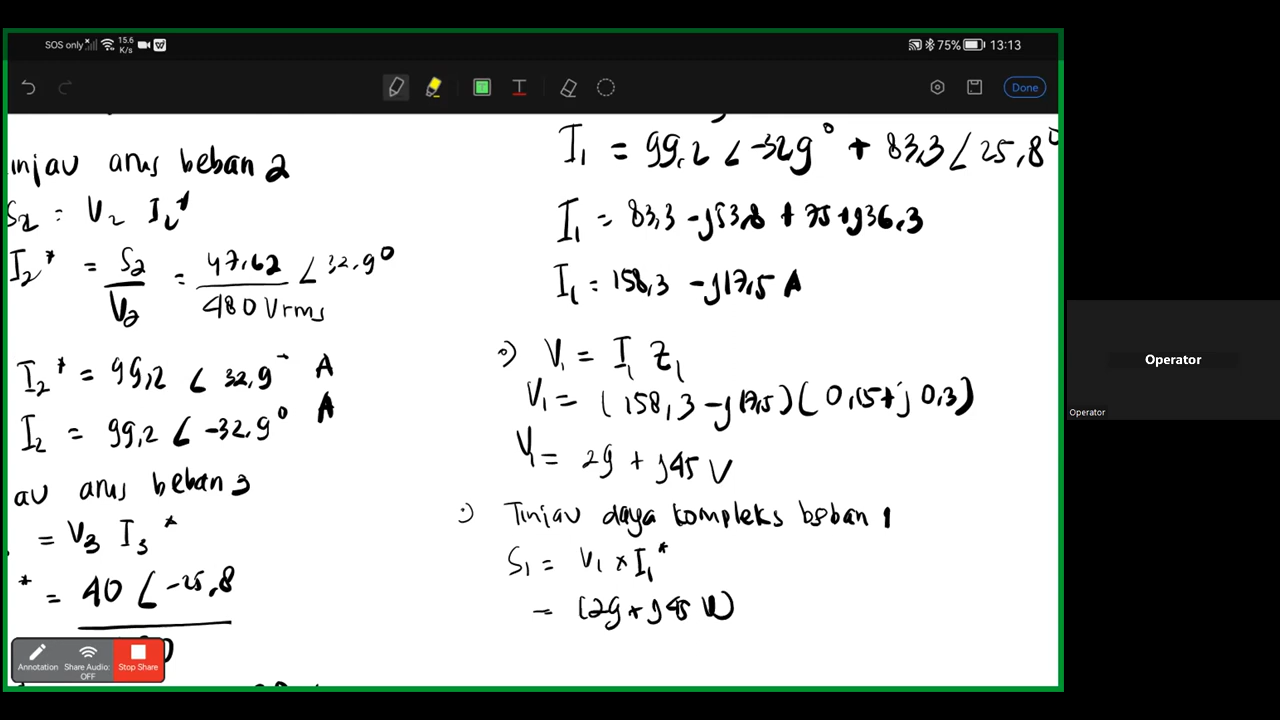 SOS only 15.6 K/s 75% 13:13
Done
injau arus beban 2
S2 = V2 I2*
I2* = S2/V2 = 47,62/480 Vrms ∠32,9°
I2* = 99,2 ∠ 32,9° A
I2 = 99,2 ∠ -32,9° A
au arus beban 3
= V3 I3*
* = 40 ∠-25,8
I1 = 99,2 ∠-32,9° + 83,3 ∠25,8°
I1 = 83,3 -j53,8 + 75+j36,3
I1 = 158,3 -j17,5 A
V1 = I1 Z1
V1 = (158,3 -j17,5)(0,15+j0,3)
V1 = 29 + j45 V
Tinjau daya kompleks beban 1
S1 = V1 x I1*
= (29+j45 V)
Annotation Share Audio: OFF Stop Share
Operator
Operator